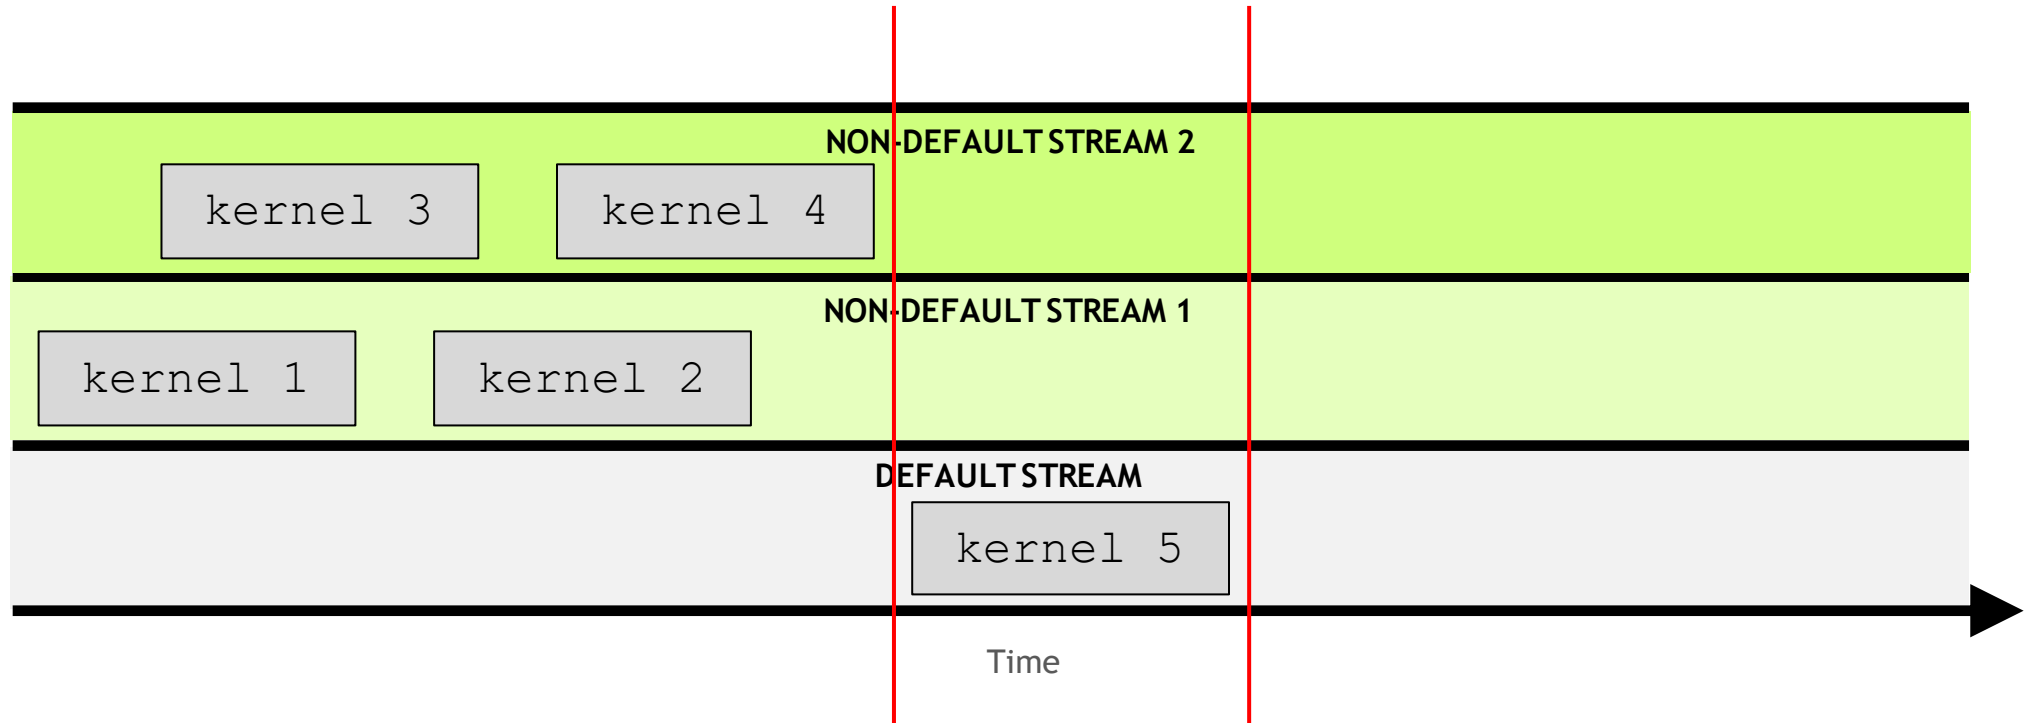 NON-DEFAULT STREAM 2
kernel 3
kernel 4
NON-DEFAULT STREAM 1
kernel 1
kernel 2
DEFAULT STREAM
kernel 5
Time